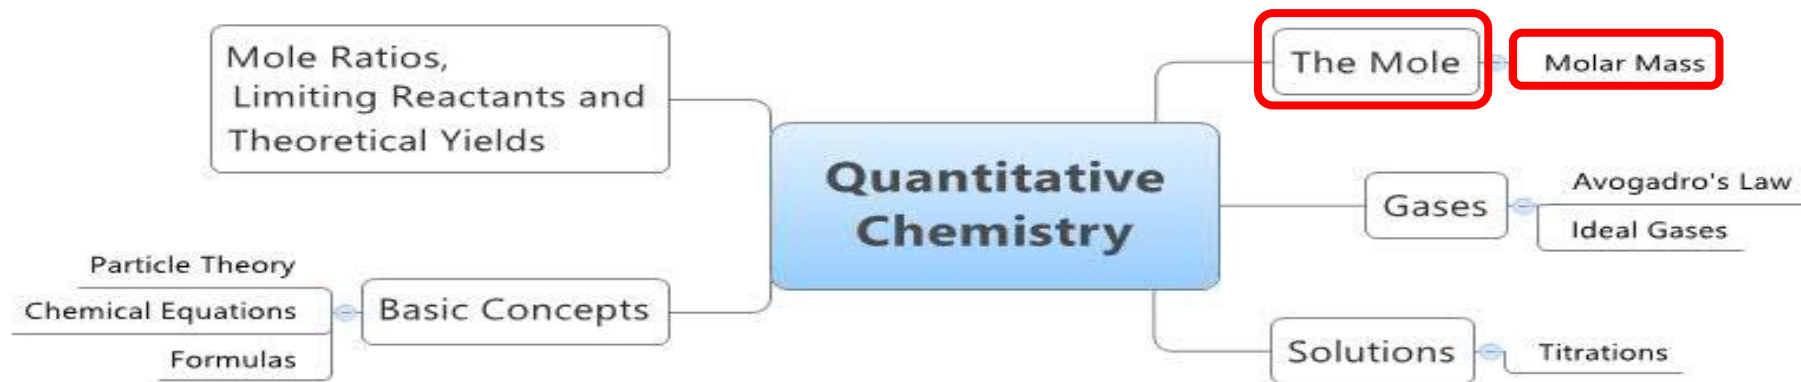 Mole Ratios,
Limiting Reactants and
Theoretical Yields
Particle Theory
Chemical Equations
Formulas
Basic Concepts
Quantitative
Chemistry
The Mole
Molar Mass
Gases
Avogadro's Law
Ideal Gases
Solutions
Titrations